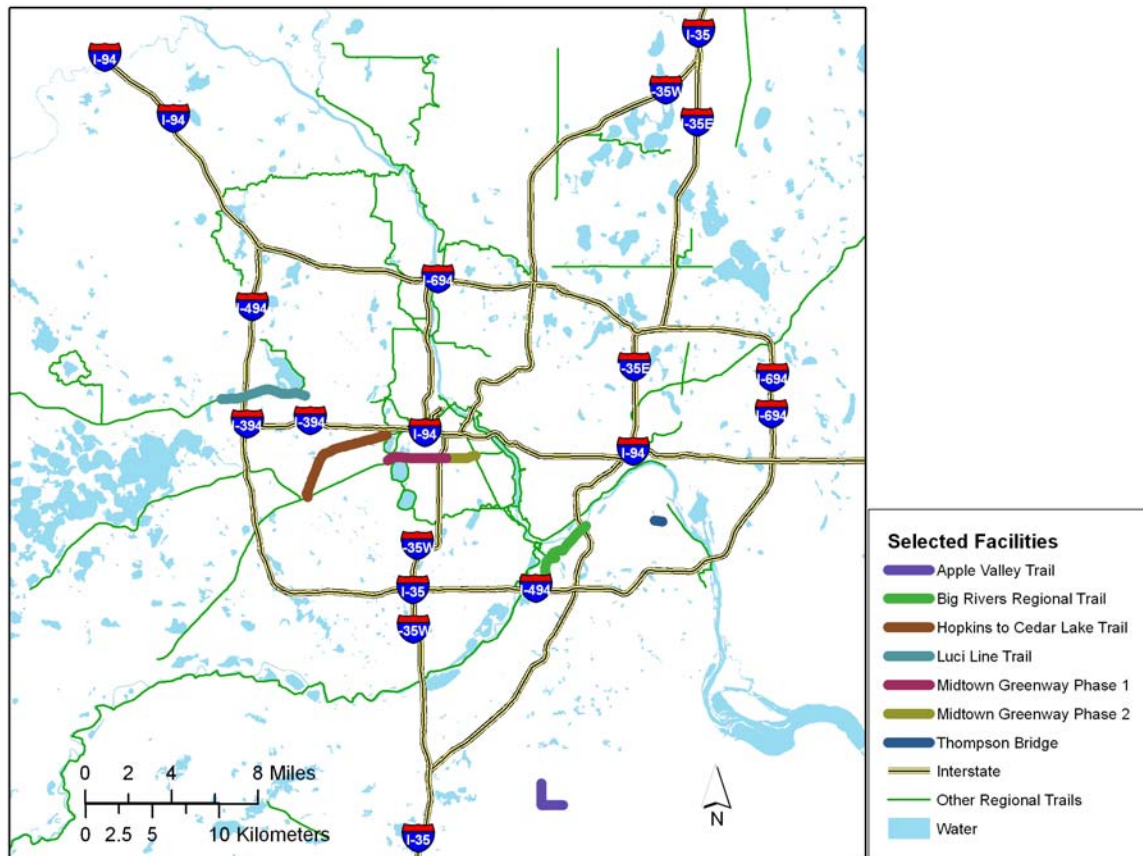 I-35
I-94
-35W
I-94
I-35E
I-694
I-494
I-35E
I-694
I-694
I-394
I-394
I-94
I-94
-35W
I-35
I-494
-35W
0 2 4 8 Miles
0 2.5 5 10 Kilometers
N
I-35
Selected Facilities
Apple Valley Trail
Big Rivers Regional Trail
Hopkins to Cedar Lake Trail
Luci Line Trail
Midtown Greenway Phase 1
Midtown Greenway Phase 2
Thompson Bridge
Interstate
Other Regional Trails
Water